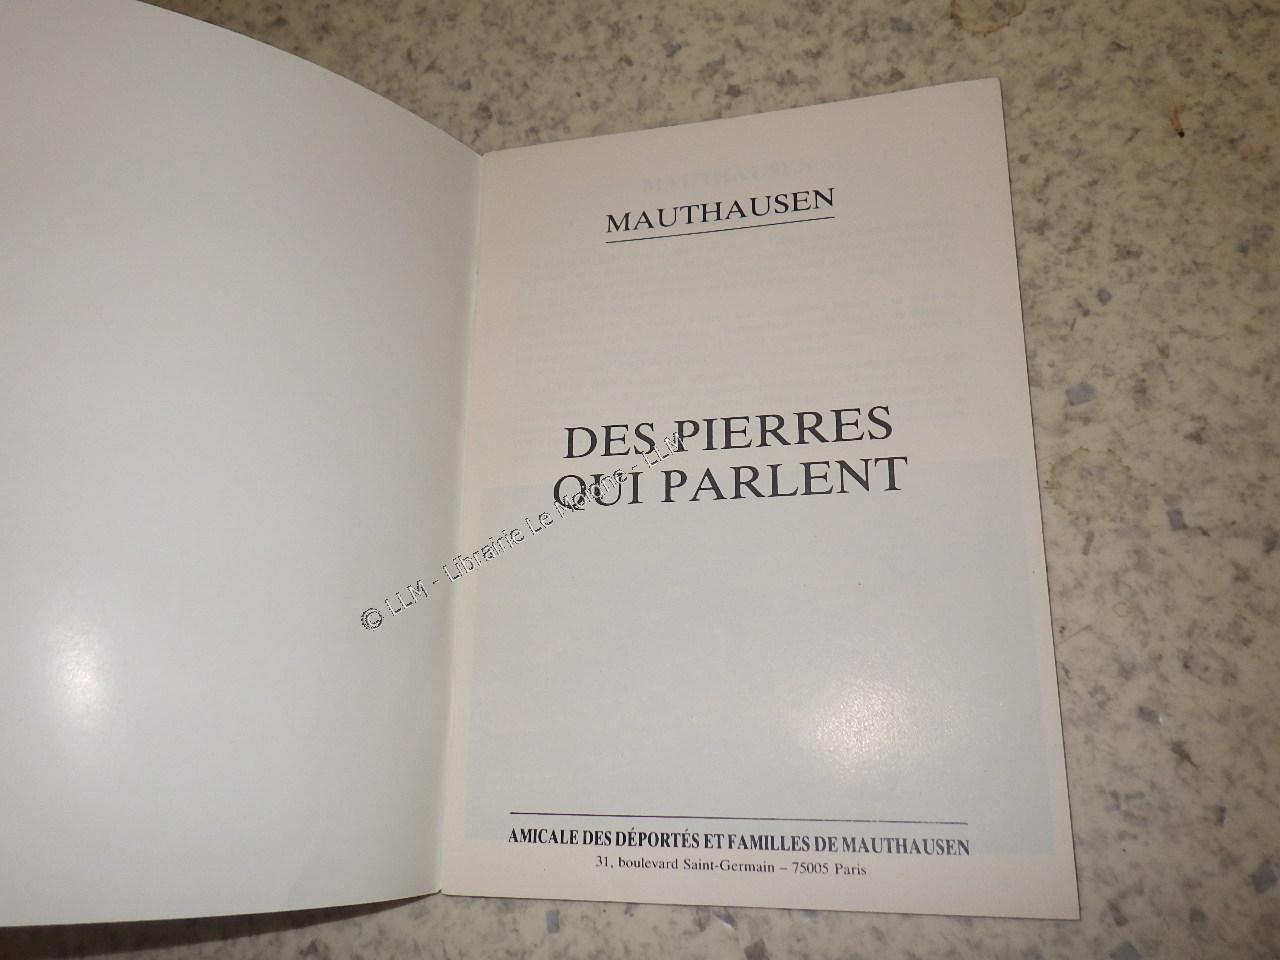 MAUTHAUSEN
DES PIERRES
QUI PARLENT
© LLM - Librairie Le Moigne - LLM
AMICALE DES DÉPORTÉS ET FAMILLES DE MAUTHAUSEN
31, boulevard Saint-Germain – 75005 Paris